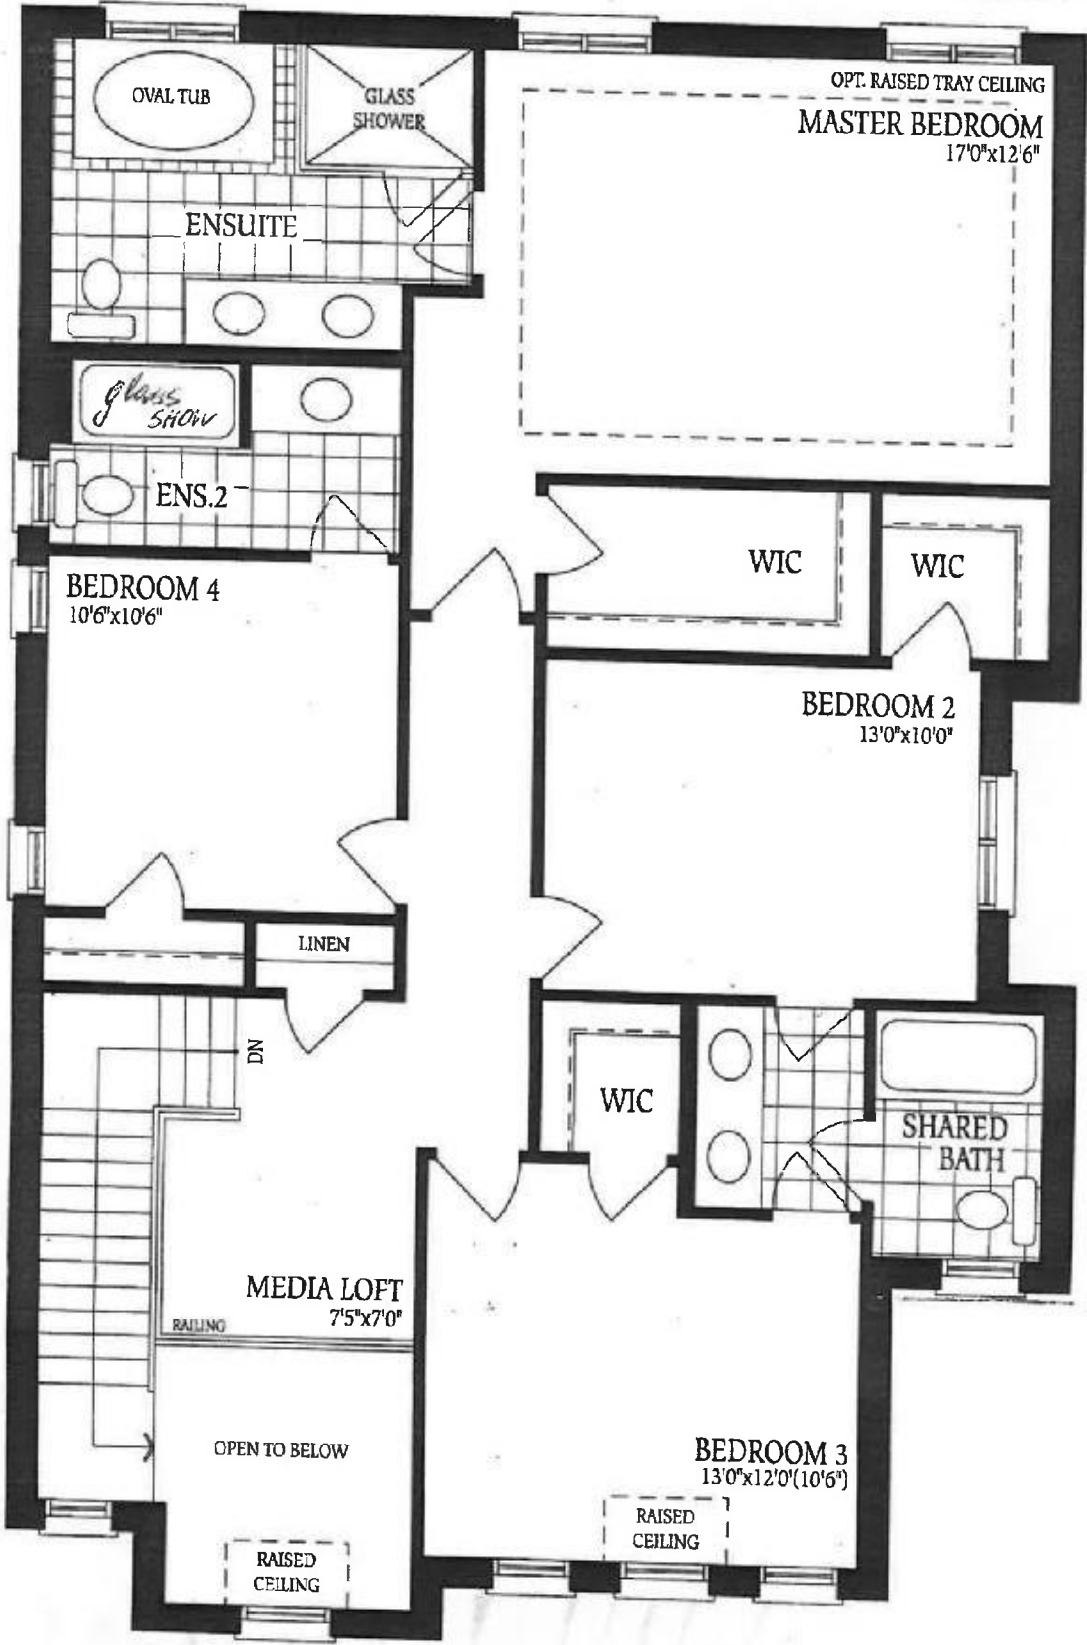 OVAL TUB
GLASS
SHOWER
OPT. RAISED TRAY CEILING
MASTER BEDROOM
17'0"x12'6"
ENSUITE
glass
SHOW
ENS.2
WIC
WIC
BEDROOM 4
10'6"x10'6"
BEDROOM 2
13'0"x10'0"
LINEN
DN
WIC
SHARED
BATH
MEDIA LOFT
7'5"x7'0"
RAILING
OPEN TO BELOW
BEDROOM 3
13'0"x12'0'(10'6")
RAISED
CEILING
RAISED
CEILING